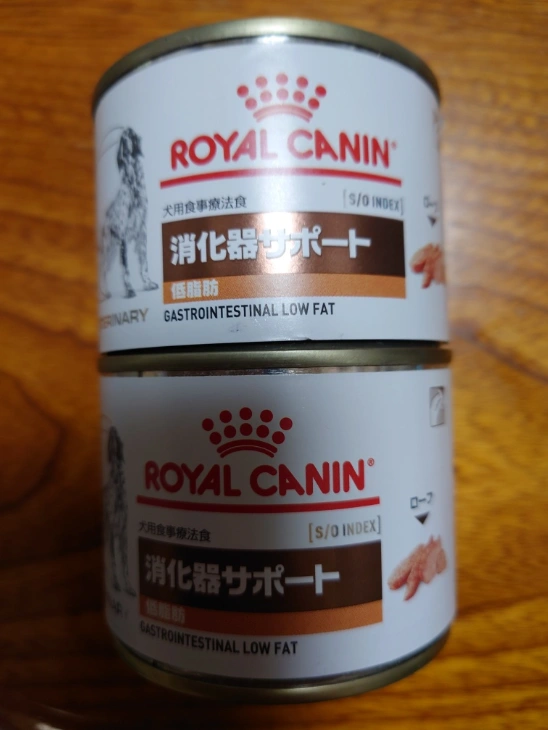 ROYAL CANIN®
犬用食事療法食
[S/O INDEX]
ロー
消化器サポート
低脂肪
GASTROINTESTINAL LOW FAT
ROYAL CANIN®
犬用食事療法食
[S/O INDEX]
ローフ
消化器サポート
低脂肪
GASTROINTESTINAL LOW FAT